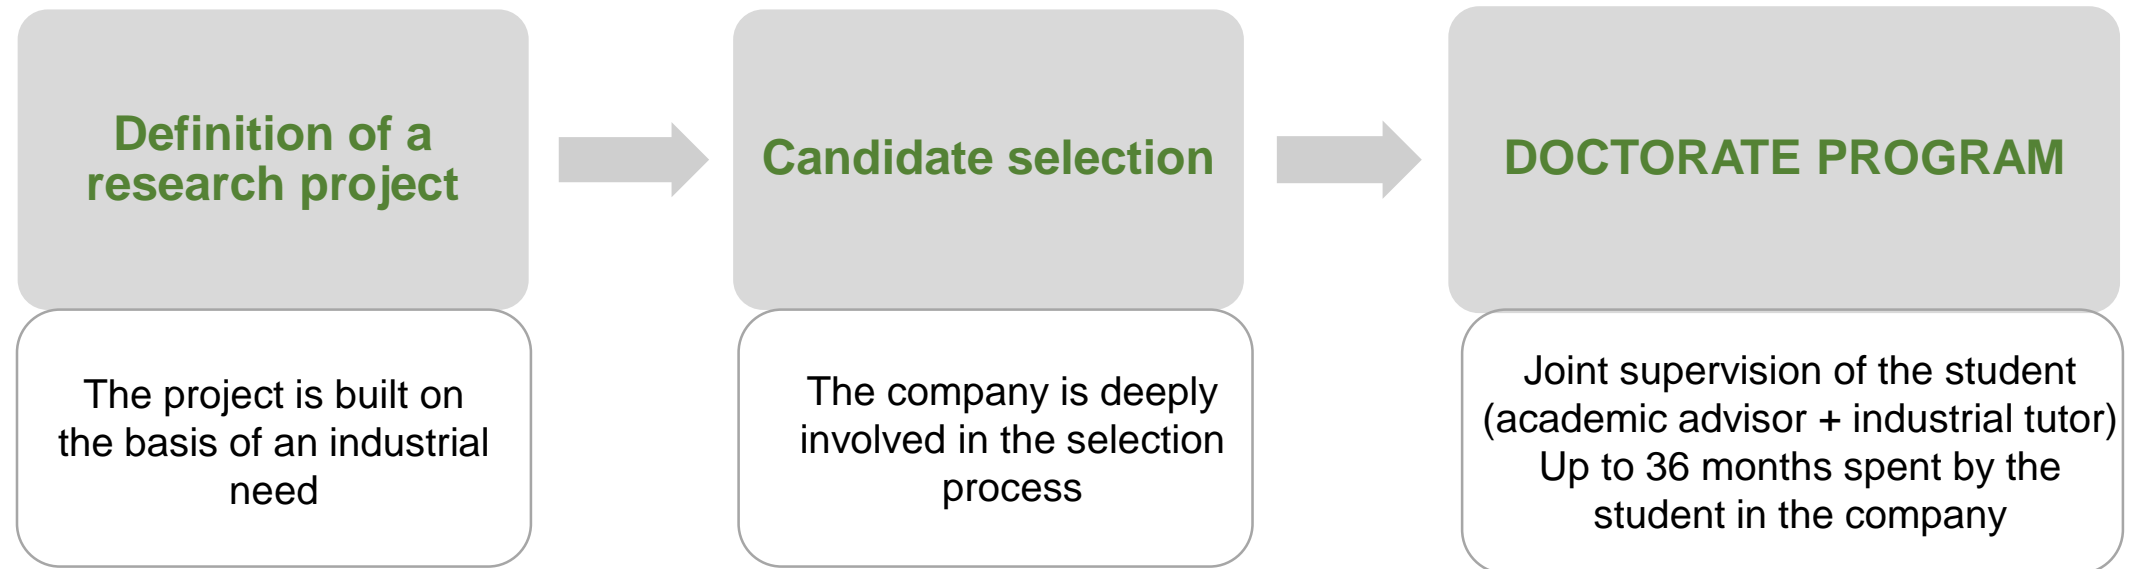 Definition of a
research project
The project is built on
the basis of an industrial
need
Candidate selection
The company is deeply
involved in the selection
process
DOCTORATE PROGRAM
Joint supervision of the student
(academic advisor + industrial tutor)
Up to 36 months spent by the
student in the company